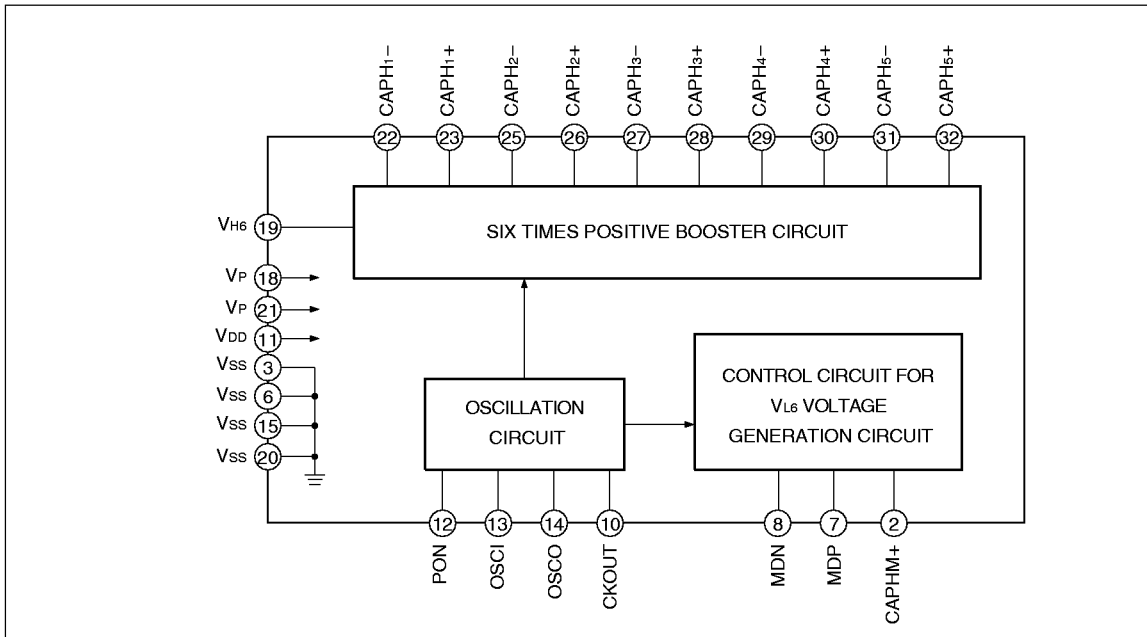 CAPH1−
CAPH1+
CAPH2−
CAPH2+
CAPH3−
CAPH3+
CAPH4−
CAPH4+
CAPH5−
CAPH5+
22 23 25 26 27 28 29 30 31 32
VH6 19
SIX TIMES POSITIVE BOOSTER CIRCUIT
VP 18
VP 21
VDD 11
VSS 3
VSS 6
VSS 15
VSS 20
OSCILLATION
CIRCUIT
CONTROL CIRCUIT FOR
VL6 VOLTAGE
GENERATION CIRCUIT
12 13 14 10 8 7 2
PON
OSCI
OSCO
CKOUT
MDN
MDP
CAPHM+